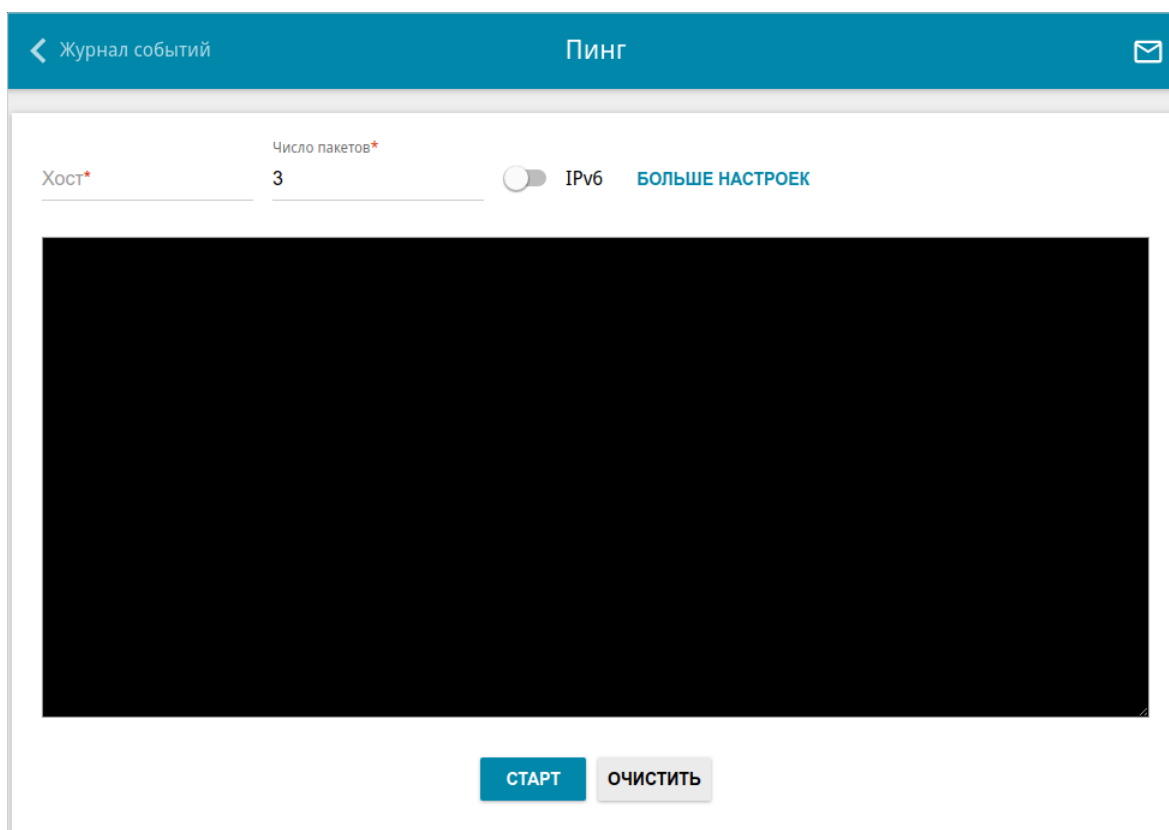 Журнал событий
Пинг
Число пакетов*
Хост*
3
IPv6
БОЛЬШЕ НАСТРОЕК
СТАРТ
ОЧИСТИТЬ